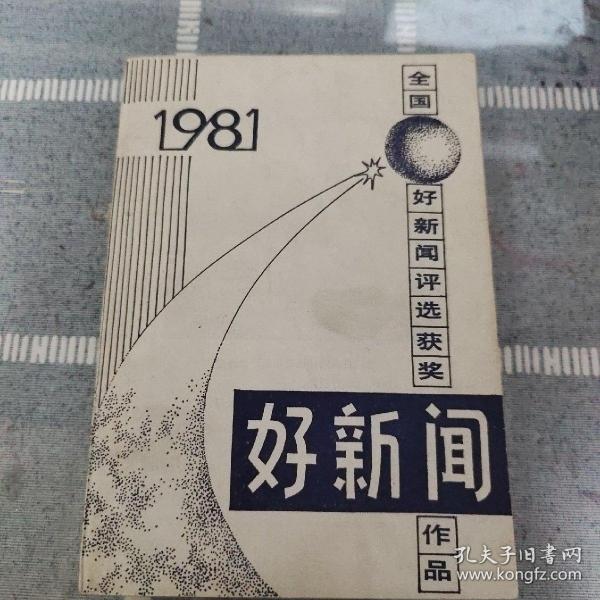 1981
全国
好新闻评选获奖
好新闻
作品
孔夫子旧书网
www.kongfz.com